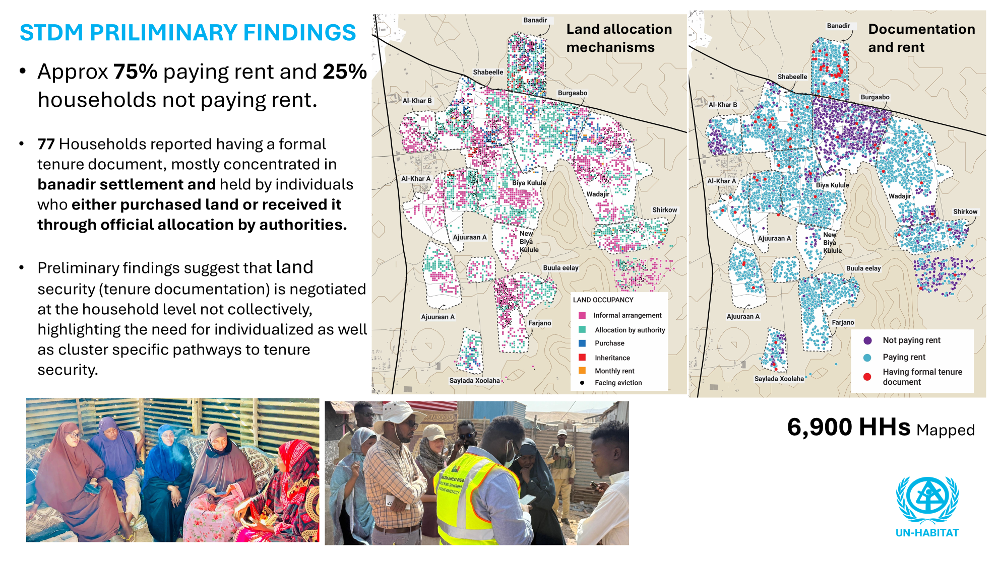 STDM PRILIMINARY FINDINGS
• Approx 75% paying rent and 25%
households not paying rent.
• 77 Households reported having a formal
tenure document, mostly concentrated in
banadir settlement and held by individuals
who either purchased land or received it
through official allocation by authorities.
• Preliminary findings suggest that land
security (tenure documentation) is negotiated
at the household level not collectively,
highlighting the need for individualized as well
as cluster specific pathways to tenure
security.
Land allocation
mechanisms
Banadir
Shabeelle
Burgaabo
Al-Khar B
Al-Khar A
Biya Kulule
Wadajir
Shirkow
Ajuuraan A
New
Biya
Kulule
Buula eelay
Ajuuraan A
Farjano
Saylada Xoolaha
LAND OCCUPANCY
Informal arrangement
Allocation by authority
Purchase
Inheritance
Monthly rent
Facing eviction
Documentation
and rent
Banadir
Shabeelle
Burgaabo
Al-Khar B
Al-Khar A
Biya Kulule
Wadajir
Shirkow
Ajuuraan A
New
Biya
Kulule
Buula eelay
Ajuuraan A
Farjano
Saylada Xoolaha
Not paying rent
Paying rent
Having formal tenure
document
6,900 HHs Mapped
UN-HABITAT